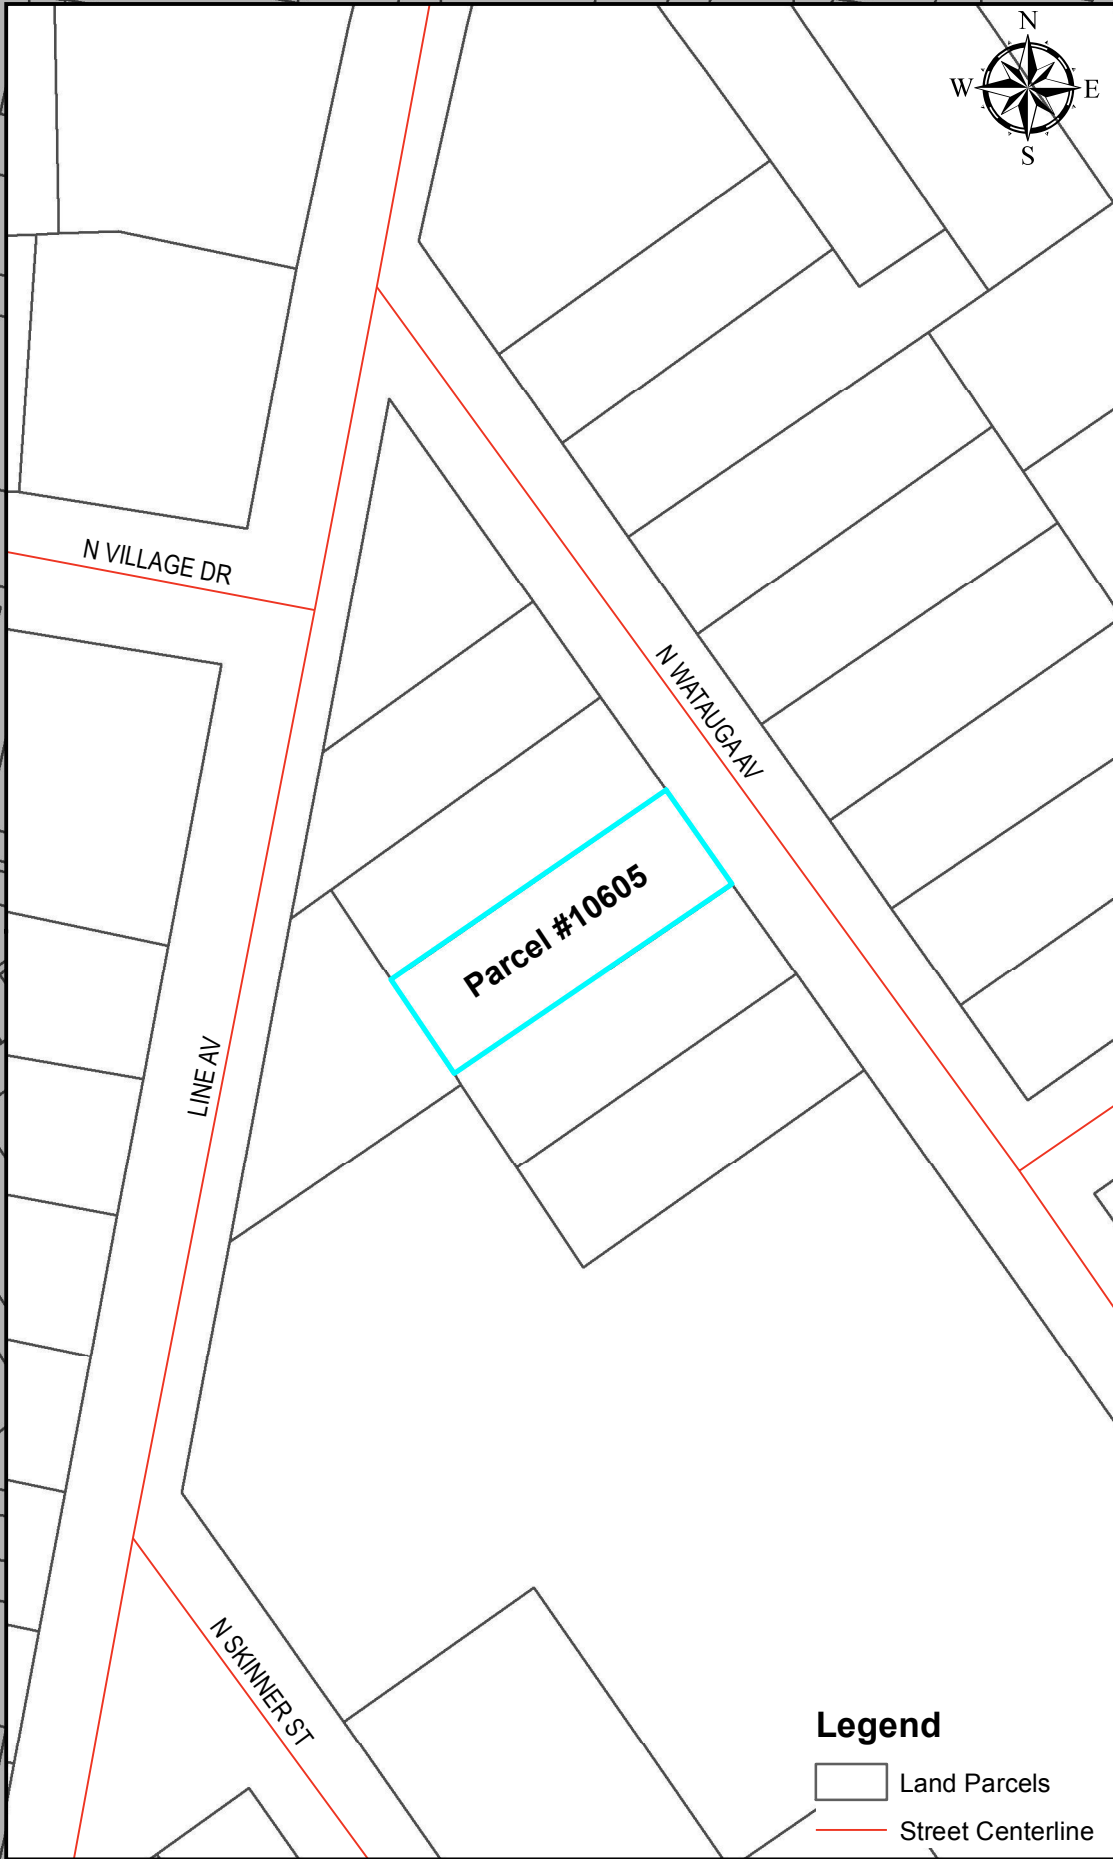 N
W E
S
N VILLAGE DR
N WATAUGA AV
Parcel #10605
LINE AV
N SKINNER ST
Legend
Land Parcels
Street Centerline